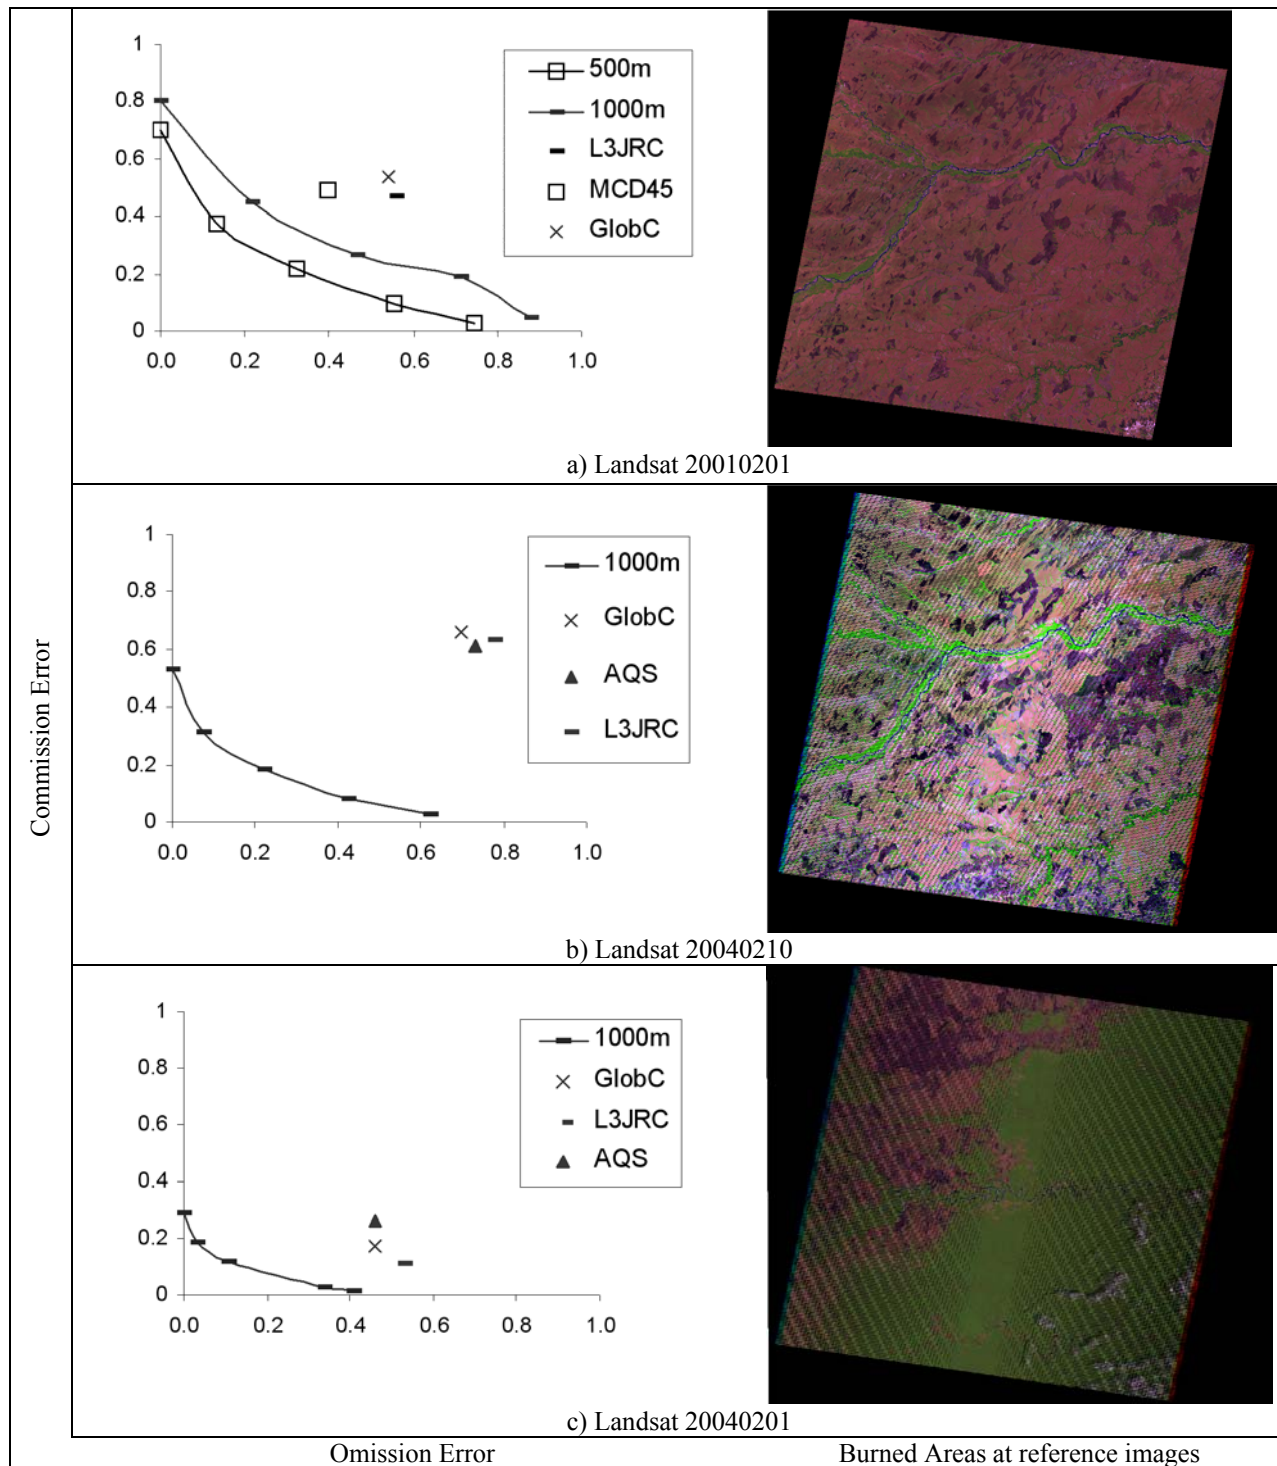 Commission Error
1
0.8
0.6
0.4
0.2
0
0.0 0.2 0.4 0.6 0.8 1.0
500m
1000m
L3JRC
MCD45
GlobC
a) Landsat 20010201
1
0.8
0.6
0.4
0.2
0
0.0 0.2 0.4 0.6 0.8 1.0
1000m
GlobC
AQS
L3JRC
b) Landsat 20040210
1
0.8
0.6
0.4
0.2
0
0.0 0.2 0.4 0.6 0.8 1.0
1000m
GlobC
L3JRC
AQS
c) Landsat 20040201
Omission Error Burned Areas at reference images